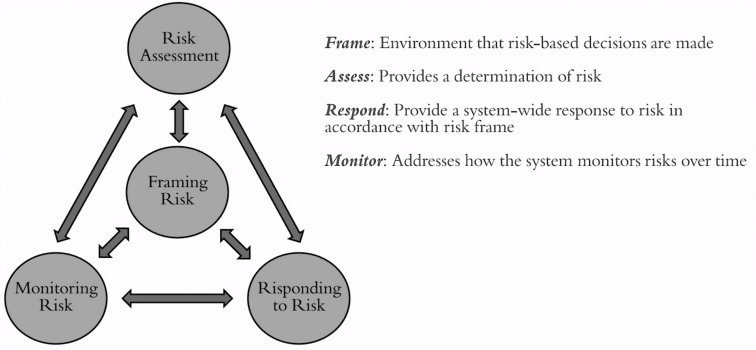 Risk
Assessment
Framing
Risk
Monitoring
Risk
Risponding
to Risk
Frame: Environment that risk-based decisions are made
Assess: Provides a determination of risk
Respond: Provide a system-wide response to risk in
accordance with risk frame
Monitor: Addresses how the system monitors risks over time